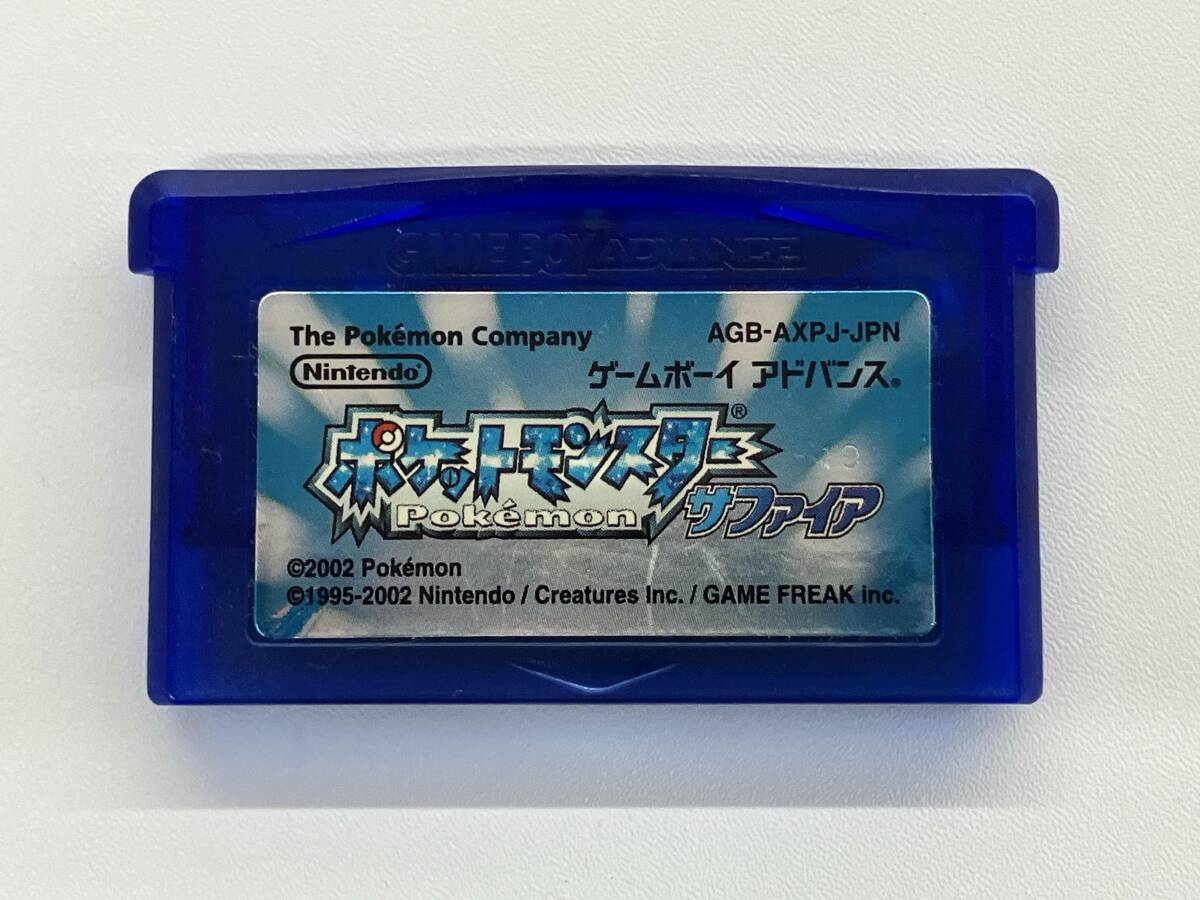 GAME BOY ADVANCE
The Pokémon Company
AGB-AXPJ-JPN
Nintendo®
ゲームボーイ アドバンス®
ポケットモンスター®
Pokémon
サファイア
©2002 Pokémon
©1995-2002 Nintendo / Creatures Inc. / GAME FREAK inc.